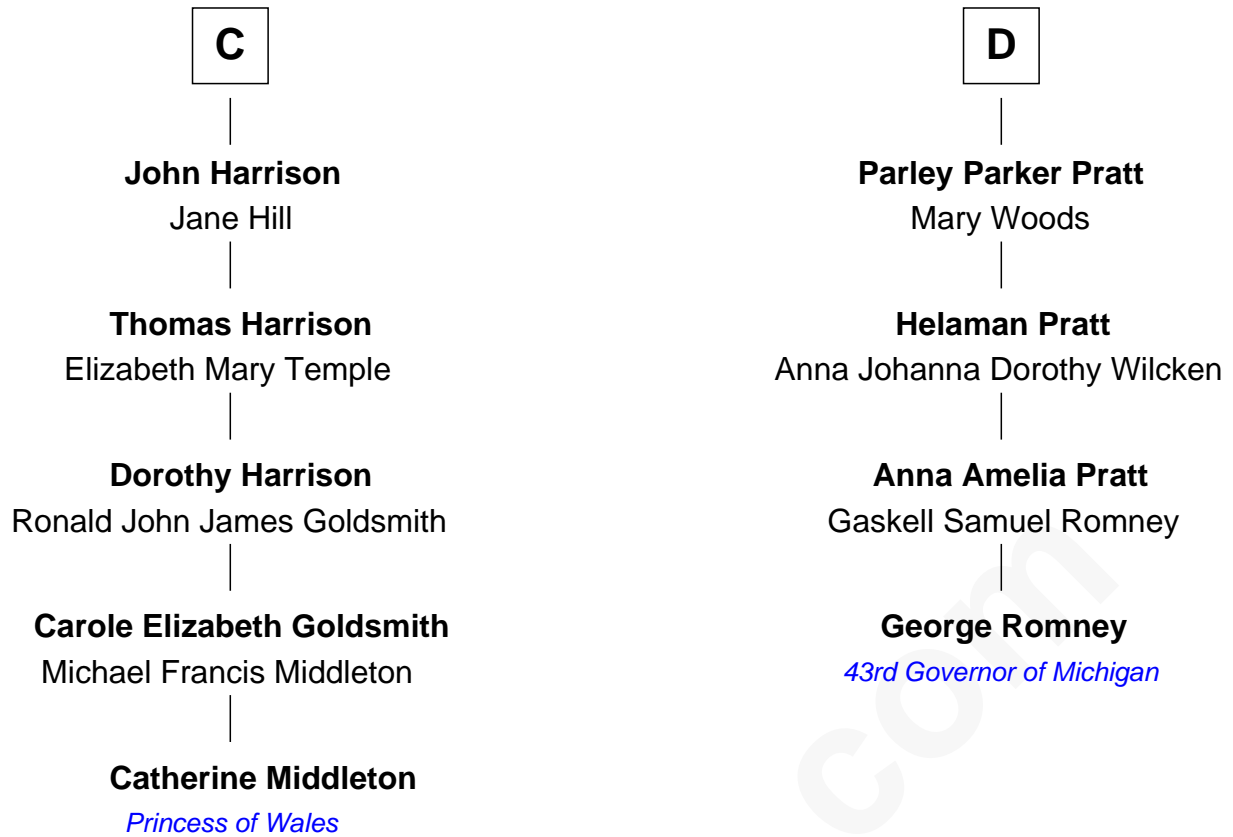 C
John Harrison
Jane Hill
Thomas Harrison
Elizabeth Mary Temple
Dorothy Harrison
Ronald John James Goldsmith
Carole Elizabeth Goldsmith
Michael Francis Middleton
Catherine Middleton
Princess of Wales
D
Parley Parker Pratt
Mary Woods
Helaman Pratt
Anna Johanna Dorothy Wilcken
Anna Amelia Pratt
Gaskell Samuel Romney
George Romney
43rd Governor of Michigan
com